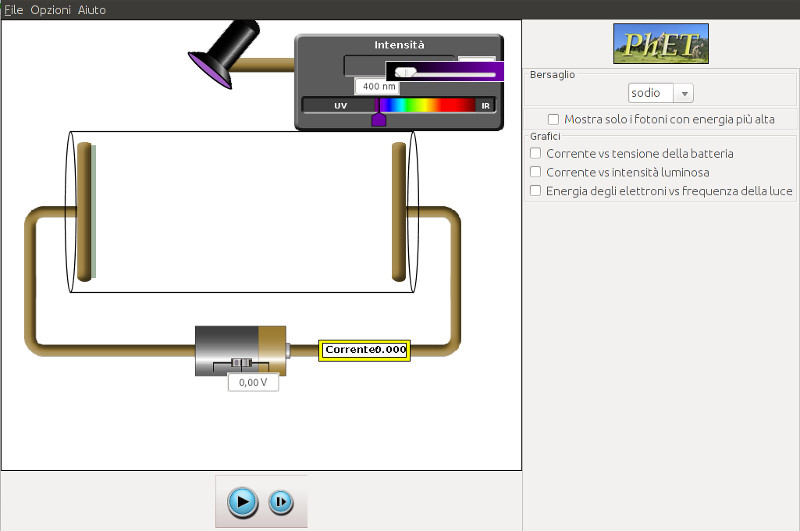 File Opzioni Aiuto
Intensità
400 nm
UV
IR
PhET
Bersaglio
sodio
Mostra solo i fotoni con energia più alta
Grafici
Corrente vs tensione della batteria
Corrente vs intensità luminosa
Energia degli elettroni vs frequenza della luce
Corrente0.000
0,00 V